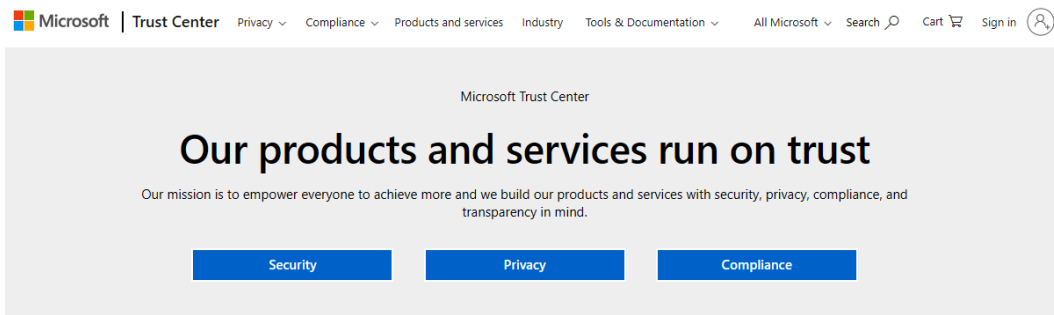 Microsoft Trust Center Privacy Compliance Products and services Industry Tools & Documentation All Microsoft Search Cart Sign in
Microsoft Trust Center
Our products and services run on trust
Our mission is to empower everyone to achieve more and we build our products and services with security, privacy, compliance, and
transparency in mind.
Security Privacy Compliance